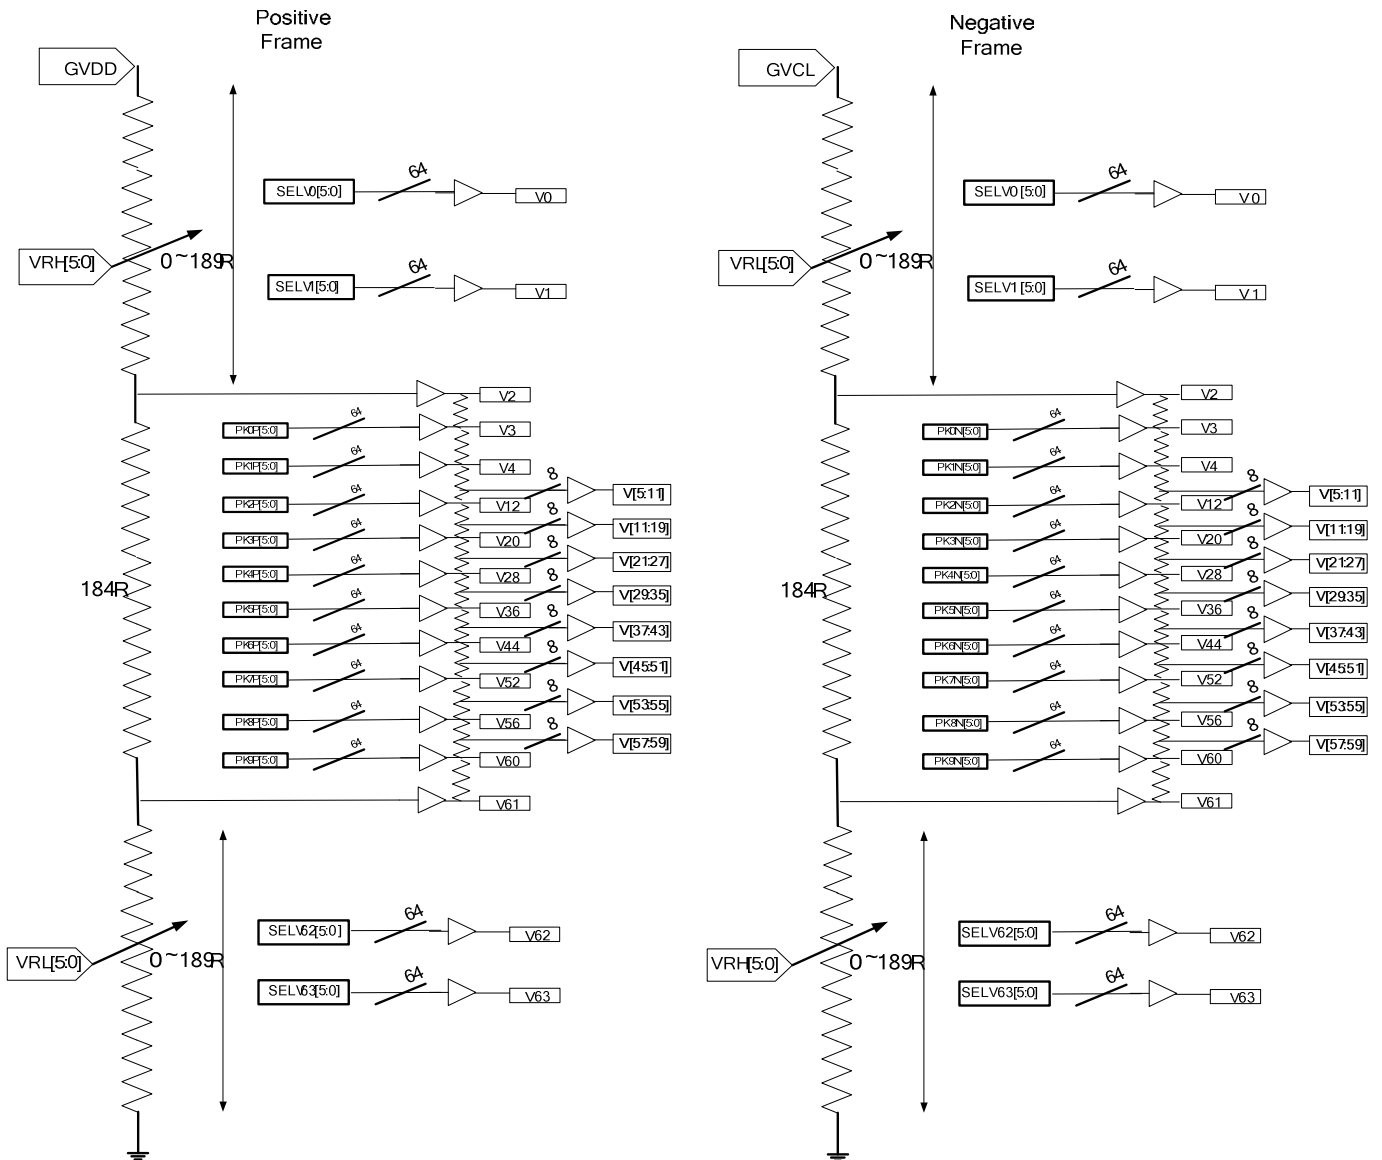 Positive
Frame
GVDD
SELV0[5:0]
64
V0
VRH[5:0]
0~189R
SELV1[5:0]
64
V1
V2
PK0P[5:0]
64
V3
PK1P[5:0]
64
V4
8
V[5:11]
PK2P[5:0]
64
V12
8
V[11:19]
PK3P[5:0]
64
V20
8
V[21:27]
PK4P[5:0]
64
V28
8
V[29:35]
184R
PK5P[5:0]
64
V36
8
V[37:43]
PK6P[5:0]
64
V44
8
V[45:51]
PK7P[5:0]
64
V52
8
V[53:55]
PK8P[5:0]
64
V56
8
V[57:59]
PK9P[5:0]
64
V60
V61
SELV62[5:0]
64
V62
VRL[5:0]
0~189R
SELV63[5:0]
64
V63
Negative
Frame
GVCL
SELV0[5:0]
64
V0
VRL[5:0]
0~189R
SELV1[5:0]
64
V1
V2
PK0N[5:0]
64
V3
PK1N[5:0]
64
V4
8
V[5:11]
PK2N[5:0]
64
V12
8
V[11:19]
PK3N[5:0]
64
V20
8
V[21:27]
PK4N[5:0]
64
V28
8
V[29:35]
184R
PK5N[5:0]
64
V36
8
V[37:43]
PK6N[5:0]
64
V44
8
V[45:51]
PK7N[5:0]
64
V52
8
V[53:55]
PK8N[5:0]
64
V56
8
V[57:59]
PK9N[5:0]
64
V60
V61
SELV62[5:0]
64
V62
VRH[5:0]
0~189R
SELV63[5:0]
64
V63